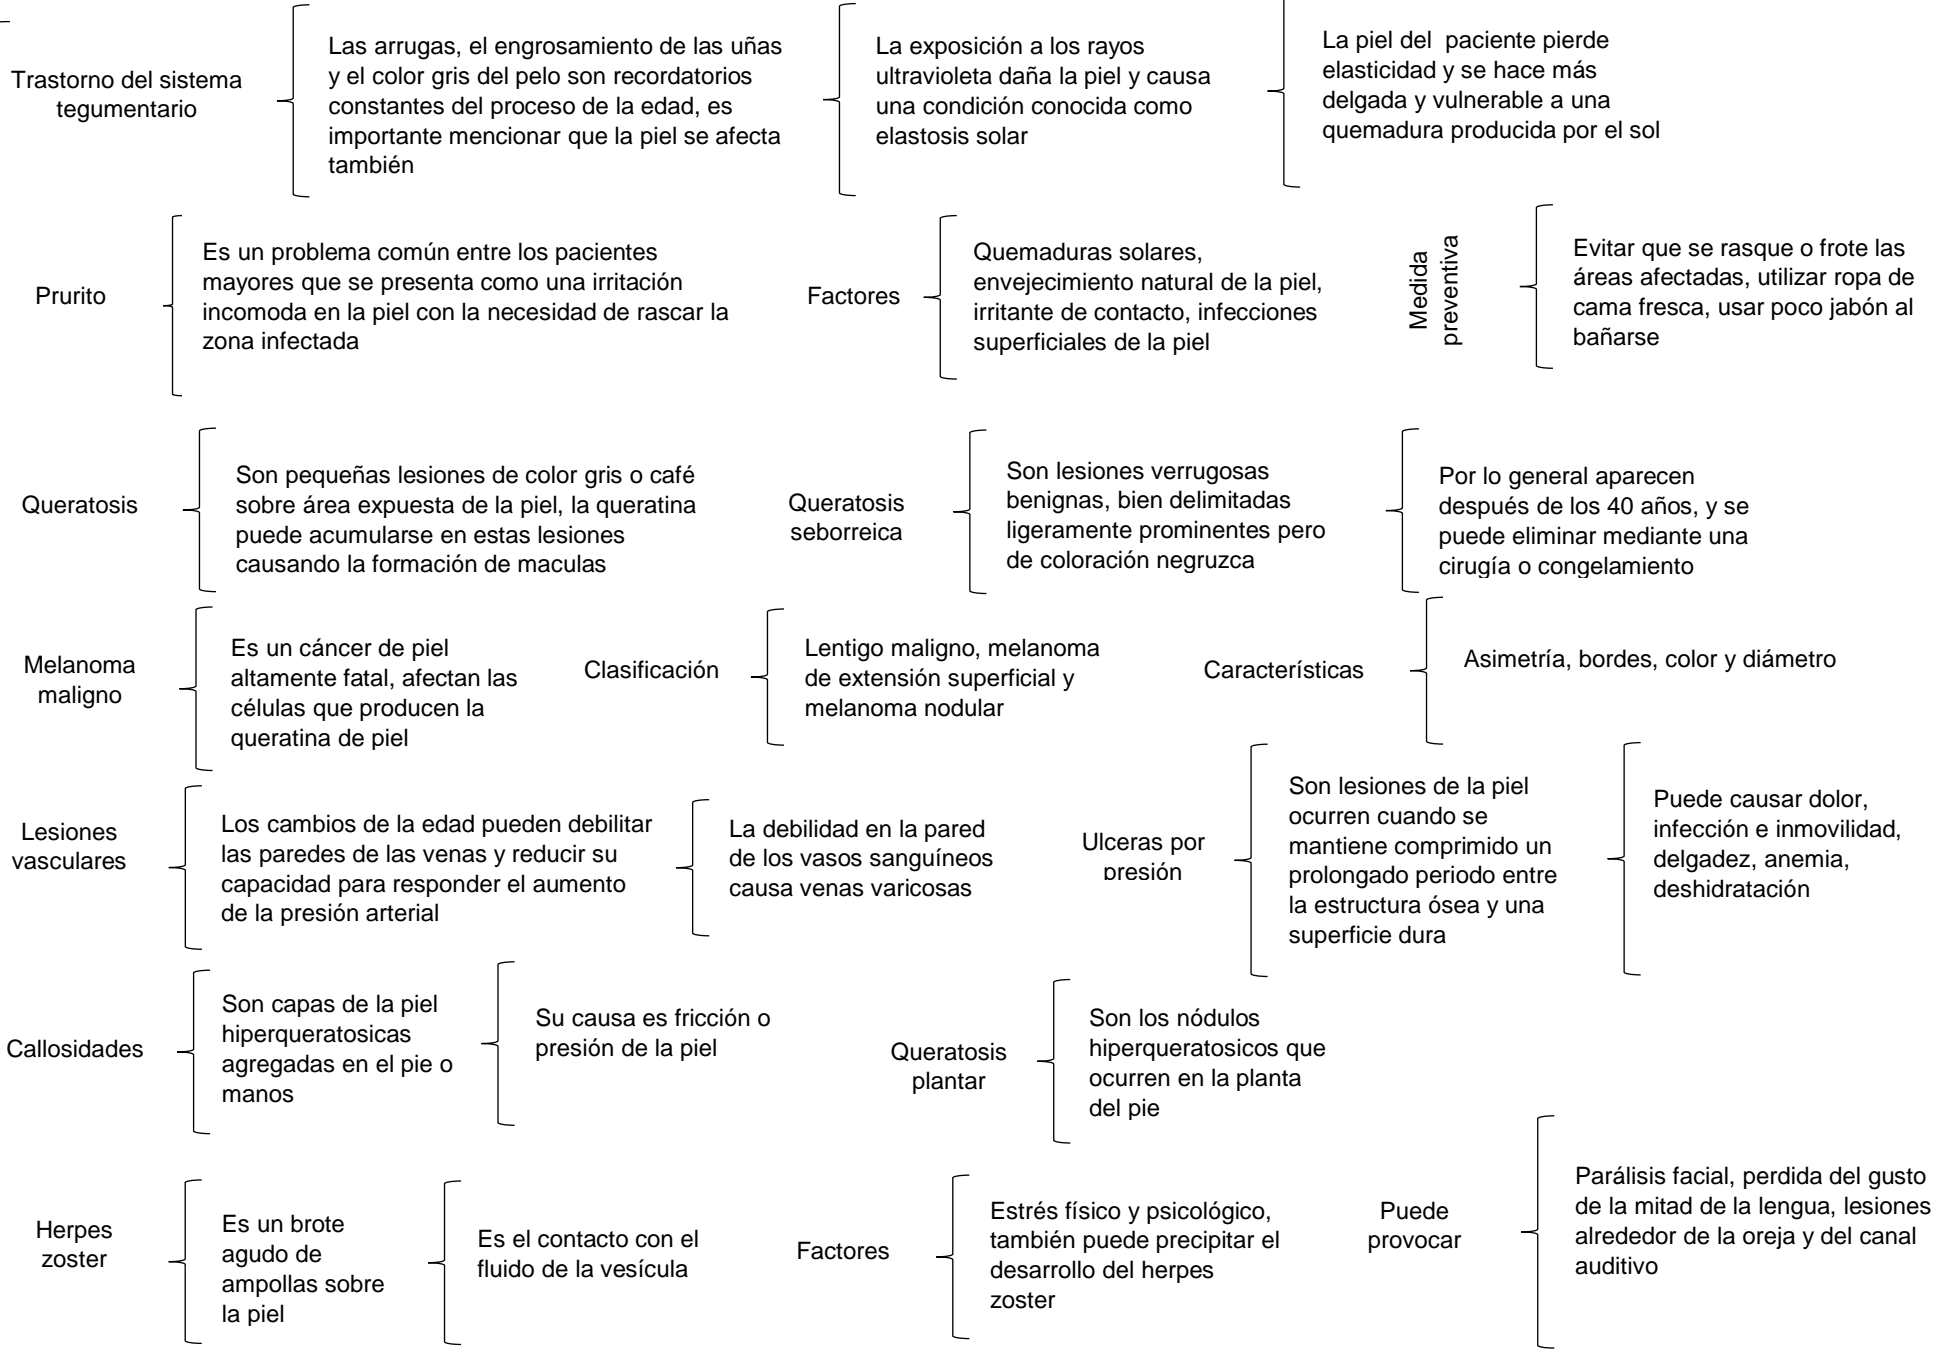 Trastorno del sistema
tegumentario
Las arrugas, el engrosamiento de las uñas
y el color gris del pelo son recordatorios
constantes del proceso de la edad, es
importante mencionar que la piel se afecta
también
La exposición a los rayos
ultravioleta daña la piel y causa
una condición conocida como
elastosis solar
La piel del paciente pierde
elasticidad y se hace más
delgada y vulnerable a una
quemadura producida por el sol
Prurito
Es un problema común entre los pacientes
mayores que se presenta como una irritación
incomoda en la piel con la necesidad de rascar la
zona infectada
Factores
Quemaduras solares,
envejecimiento natural de la piel,
irritante de contacto, infecciones
superficiales de la piel
Medida
preventiva
Evitar que se rasque o frote las
áreas afectadas, utilizar ropa de
cama fresca, usar poco jabón al
bañarse
Queratosis
Son pequeñas lesiones de color gris o café
sobre área expuesta de la piel, la queratina
puede acumularse en estas lesiones
causando la formación de maculas
Queratosis
seborreica
Son lesiones verrugosas
benignas, bien delimitadas
ligeramente prominentes pero
de coloración negruzca
Por lo general aparecen
después de los 40 años, y se
puede eliminar mediante una
cirugía o congelamiento
Melanoma
maligno
Es un cáncer de piel
altamente fatal, afectan las
células que producen la
queratina de piel
Clasificación
Lentigo maligno, melanoma
de extensión superficial y
melanoma nodular
Características
Asimetría, bordes, color y diámetro
Lesiones
vasculares
Los cambios de la edad pueden debilitar
las paredes de las venas y reducir su
capacidad para responder el aumento
de la presión arterial
La debilidad en la pared
de los vasos sanguíneos
causa venas varicosas
Ulceras por
presión
Son lesiones de la piel
ocurren cuando se
mantiene comprimido un
prolongado periodo entre
la estructura ósea y una
superficie dura
Puede causar dolor,
infección e inmovilidad,
delgadez, anemia,
deshidratación
Callosidades
Son capas de la piel
hiperqueratosicas
agregadas en el pie o
manos
Su causa es fricción o
presión de la piel
Queratosis
plantar
Son los nódulos
hiperqueratosicos que
ocurren en la planta
del pie
Herpes
zoster
Es un brote
agudo de
ampollas sobre
la piel
Es el contacto con el
fluido de la vesícula
Factores
Estrés físico y psicológico,
también puede precipitar el
desarrollo del herpes
zoster
Puede
provocar
Parálisis facial, perdida del gusto
de la mitad de la lengua, lesiones
alrededor de la oreja y del canal
auditivo